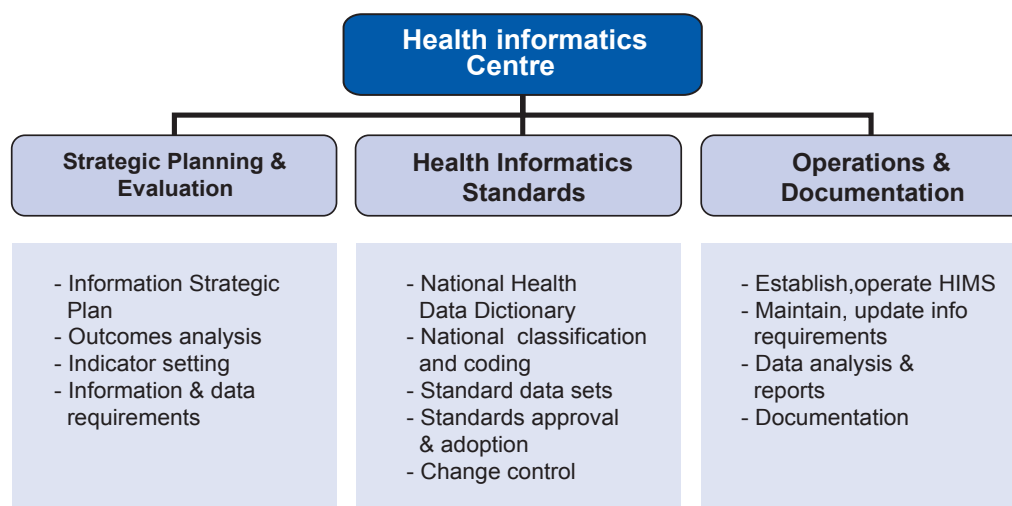 Health informatics
Centre
Strategic Planning &
Evaluation
Health Informatics
Standards
Operations &
Documentation
- Information Strategic
Plan
- Outcomes analysis
- Indicator setting
- Information & data
requirements
- National Health
Data Dictionary
- National classification
and coding
- Standard data sets
- Standards approval
& adoption
- Change control
- Establish,operate HIMS
- Maintain, update info
requirements
- Data analysis &
reports
- Documentation